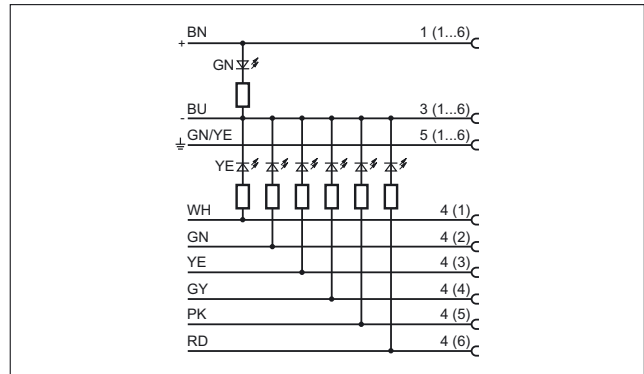 BN 1 (1...6)
+
GN
BU 3 (1...6)
-
GN/YE 5 (1...6)
YE
WH 4 (1)
GN 4 (2)
YE 4 (3)
GY 4 (4)
PK 4 (5)
RD 4 (6)